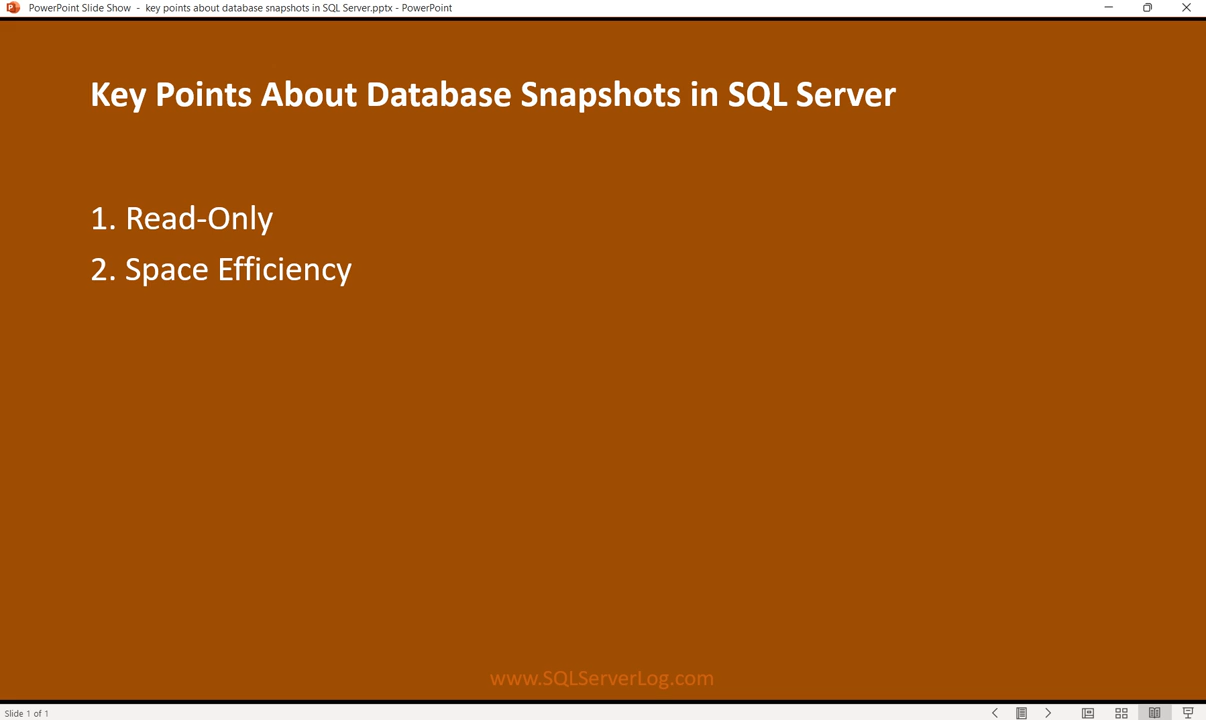 PowerPoint Slide Show - key points about database snapshots in SQL Server.pptx - PowerPoint
Key Points About Database Snapshots in SQL Server
1. Read-Only
2. Space Efficiency
www.SQLServerLog.com
Slide 1 of 1